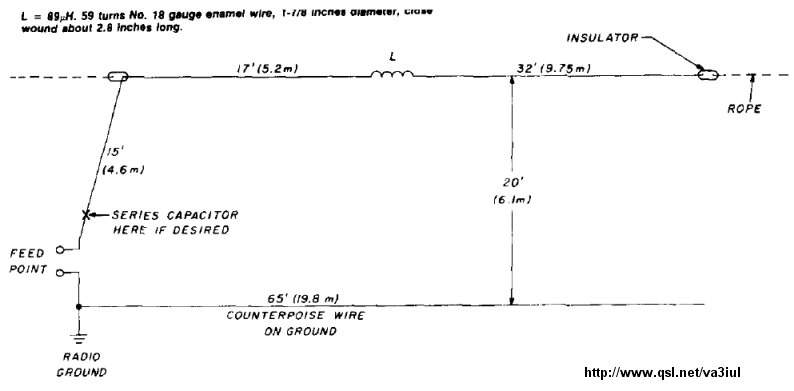 L = 89µH. 59 turns No. 18 gauge enamel wire, 1-7/8 inches diameter, close
wound about 2.8 inches long.
INSULATOR
L
17' (5.2m)
32' (9.75m)
ROPE
15'
(4.6m)
20'
(6.1m)
SERIES CAPACITOR
HERE IF DESIRED
FEED
POINT
65' (19.8 m)
COUNTERPOISE WIRE
ON GROUND
RADIO
GROUND
http://www.qsl.net/va3iul